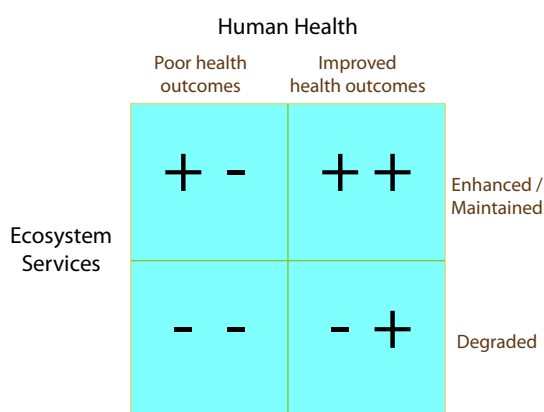 Human Health
Poor health
outcomes
Improved
health outcomes
+ -
+ +
Enhanced /
Maintained
Ecosystem
Services
- -
- +
Degraded